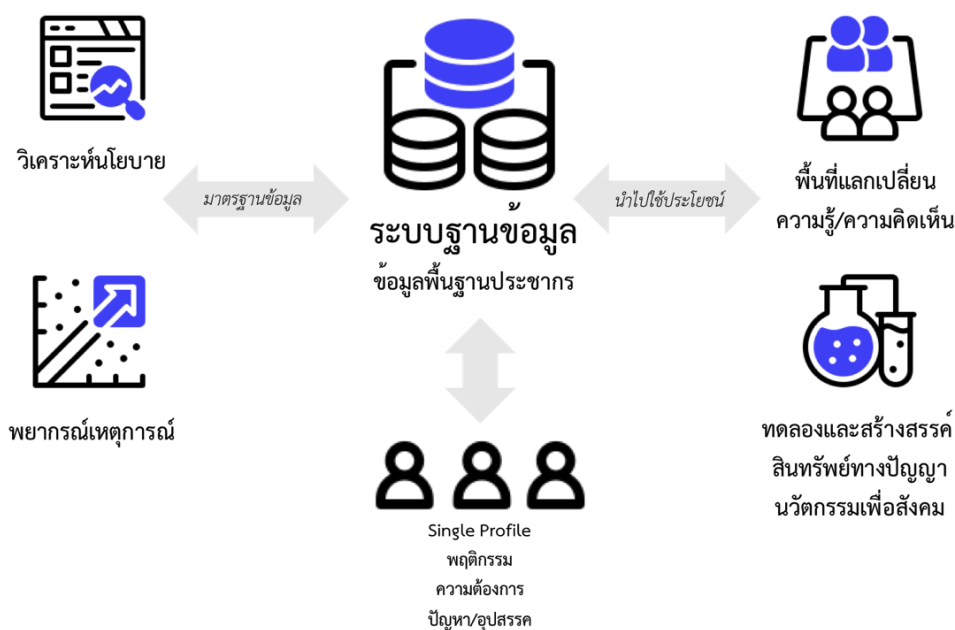 วิเคราะห์นโยบาย
มาตรฐานข้อมูล
ระบบฐานข้อมูล
ข้อมูลพื้นฐานประชากร
นำไปใช้ประโยชน์
พื้นที่แลกเปลี่ยน
ความรู้/ความคิดเห็น
พยากรณ์เหตุการณ์
ทดลองและสร้างสรรค์
สินทรัพย์ทางปัญญา
นวัตกรรมเพื่อสังคม
Single Profile
พฤติกรรม
ความต้องการ
ปัญหา/อุปสรรค